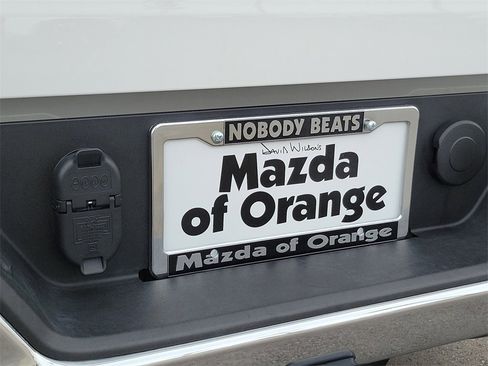 NOBODY BEATS
DAVID WILSON'S
Mazda
of Orange
Mazda of Orange